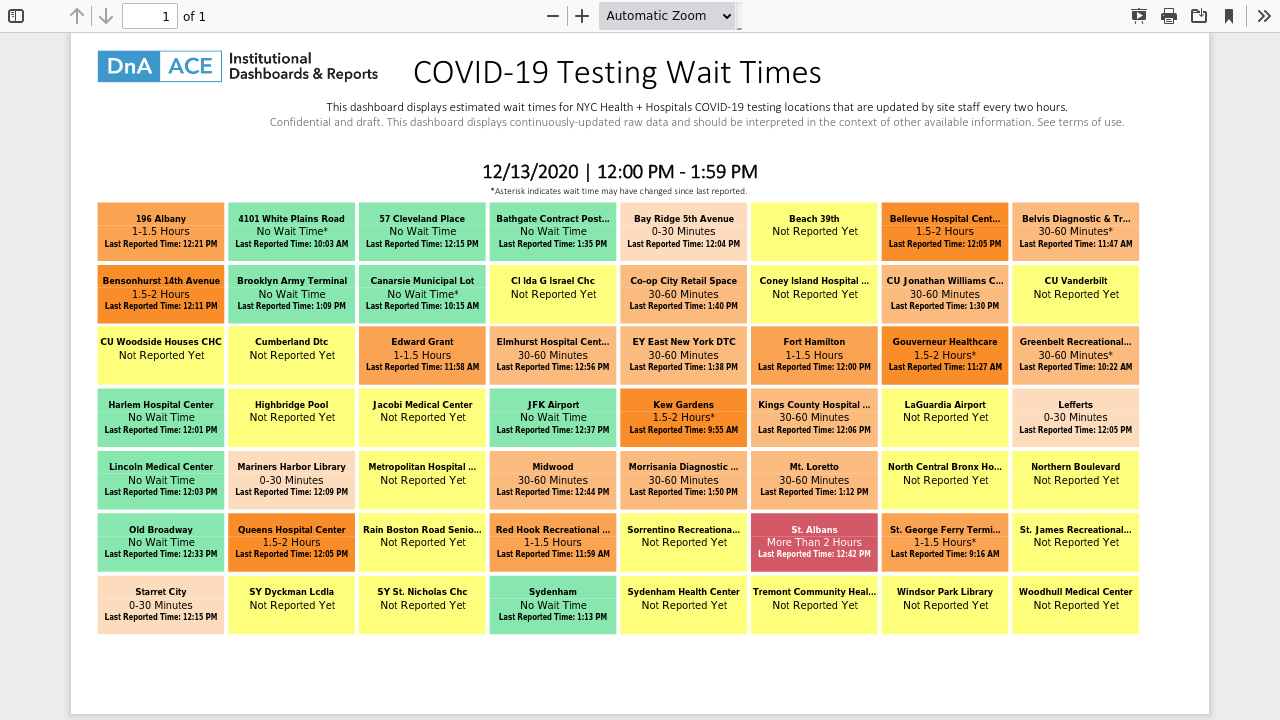 1 of 1 Automatic Zoom
DnA ACE Institutional
Dashboards & Reports
COVID-19 Testing Wait Times
This dashboard displays estimated wait times for NYC Health + Hospitals COVID-19 testing locations that are updated by site staff every two hours.
Confidential and draft. This dashboard displays continuously-updated raw data and should be interpreted in the context of other available information. See terms of use.
12/13/2020 | 12:00 PM - 1:59 PM
*Asterisk indicates wait time may have changed since last reported.
196 Albany
1-1.5 Hours
Last Reported Time: 12:21 PM
4101 White Plains Road
No Wait Time*
Last Reported Time: 10:03 AM
57 Cleveland Place
No Wait Time
Last Reported Time: 12:15 PM
Bathgate Contract Post...
No Wait Time
Last Reported Time: 1:35 PM
Bay Ridge 5th Avenue
0-30 Minutes
Last Reported Time: 12:04 PM
Beach 39th
Not Reported Yet
Bellevue Hospital Cent...
1.5-2 Hours
Last Reported Time: 12:05 PM
Belvis Diagnostic & Tr...
30-60 Minutes*
Last Reported Time: 11:47 AM
Bensonhurst 14th Avenue
1.5-2 Hours
Last Reported Time: 12:11 PM
Brooklyn Army Terminal
No Wait Time
Last Reported Time: 1:09 PM
Canarsie Municipal Lot
No Wait Time*
Last Reported Time: 10:15 AM
Cl Ida G Israel Chc
Not Reported Yet
Co-op City Retail Space
30-60 Minutes
Last Reported Time: 1:40 PM
Coney Island Hospital ...
Not Reported Yet
CU Jonathan Williams C...
30-60 Minutes
Last Reported Time: 1:30 PM
CU Vanderbilt
Not Reported Yet
CU Woodside Houses CHC
Not Reported Yet
Cumberland Dtc
Not Reported Yet
Edward Grant
1-1.5 Hours
Last Reported Time: 11:58 AM
Elmhurst Hospital Cent...
30-60 Minutes
Last Reported Time: 12:56 PM
EY East New York DTC
30-60 Minutes
Last Reported Time: 1:38 PM
Fort Hamilton
1-1.5 Hours
Last Reported Time: 12:00 PM
Gouverneur Healthcare
1.5-2 Hours*
Last Reported Time: 11:27 AM
Greenbelt Recreational...
30-60 Minutes*
Last Reported Time: 10:22 AM
Harlem Hospital Center
No Wait Time
Last Reported Time: 12:01 PM
Highbridge Pool
Not Reported Yet
Jacobi Medical Center
Not Reported Yet
JFK Airport
No Wait Time
Last Reported Time: 12:37 PM
Kew Gardens
1.5-2 Hours*
Last Reported Time: 9:55 AM
Kings County Hospital ...
30-60 Minutes
Last Reported Time: 12:06 PM
LaGuardia Airport
Not Reported Yet
Lefferts
0-30 Minutes
Last Reported Time: 12:05 PM
Lincoln Medical Center
No Wait Time
Last Reported Time: 12:03 PM
Mariners Harbor Library
0-30 Minutes
Last Reported Time: 12:09 PM
Metropolitan Hospital ...
Not Reported Yet
Midwood
30-60 Minutes
Last Reported Time: 12:44 PM
Morrisania Diagnostic ...
30-60 Minutes
Last Reported Time: 1:50 PM
Mt. Loretto
30-60 Minutes
Last Reported Time: 1:12 PM
North Central Bronx Ho...
Not Reported Yet
Northern Boulevard
Not Reported Yet
Old Broadway
No Wait Time
Last Reported Time: 12:33 PM
Queens Hospital Center
1.5-2 Hours
Last Reported Time: 12:05 PM
Rain Boston Road Senio...
Not Reported Yet
Red Hook Recreational ...
1-1.5 Hours
Last Reported Time: 11:59 AM
Sorrentino Recreationa...
Not Reported Yet
St. Albans
More Than 2 Hours
Last Reported Time: 12:42 PM
St. George Ferry Termi...
1-1.5 Hours*
Last Reported Time: 9:16 AM
St. James Recreational...
Not Reported Yet
Starret City
0-30 Minutes
Last Reported Time: 12:15 PM
SY Dyckman Lcdla
Not Reported Yet
SY St. Nicholas Chc
Not Reported Yet
Sydenham
No Wait Time
Last Reported Time: 1:13 PM
Sydenham Health Center
Not Reported Yet
Tremont Community Heal...
Not Reported Yet
Windsor Park Library
Not Reported Yet
Woodhull Medical Center
Not Reported Yet